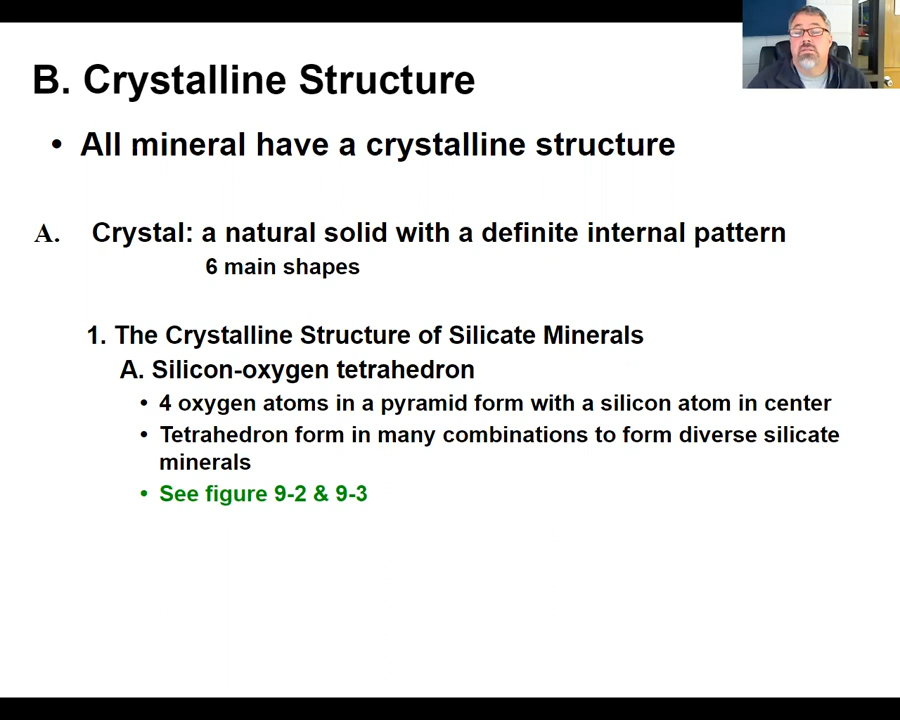 B. Crystalline Structure
• All mineral have a crystalline structure
A. Crystal: a natural solid with a definite internal pattern
6 main shapes
1. The Crystalline Structure of Silicate Minerals
A. Silicon-oxygen tetrahedron
• 4 oxygen atoms in a pyramid form with a silicon atom in center
• Tetrahedron form in many combinations to form diverse silicate
minerals
• See figure 9-2 & 9-3